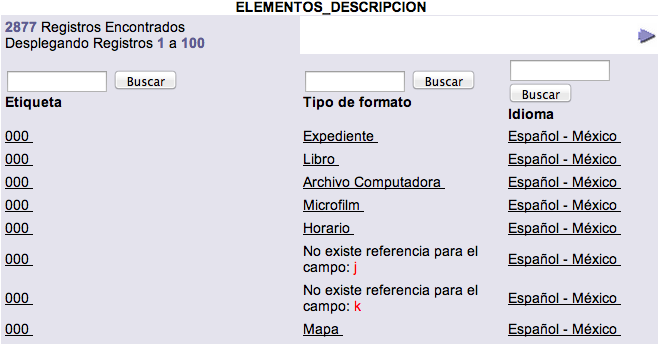 ELEMENTOS_DESCRIPCION
2877 Registros Encontrados
Desplegando Registros 1 a 100
Buscar Buscar
Buscar
Etiqueta Tipo de formato
Idioma
000 Expediente Español - México
000 Libro Español - México
000 Archivo Computadora Español - México
000 Microfilm Español - México
000 Horario Español - México
No existe referencia para el
000 campo: j Español - México
No existe referencia para el
000 campo: k Español - México
000 Mapa Español - México